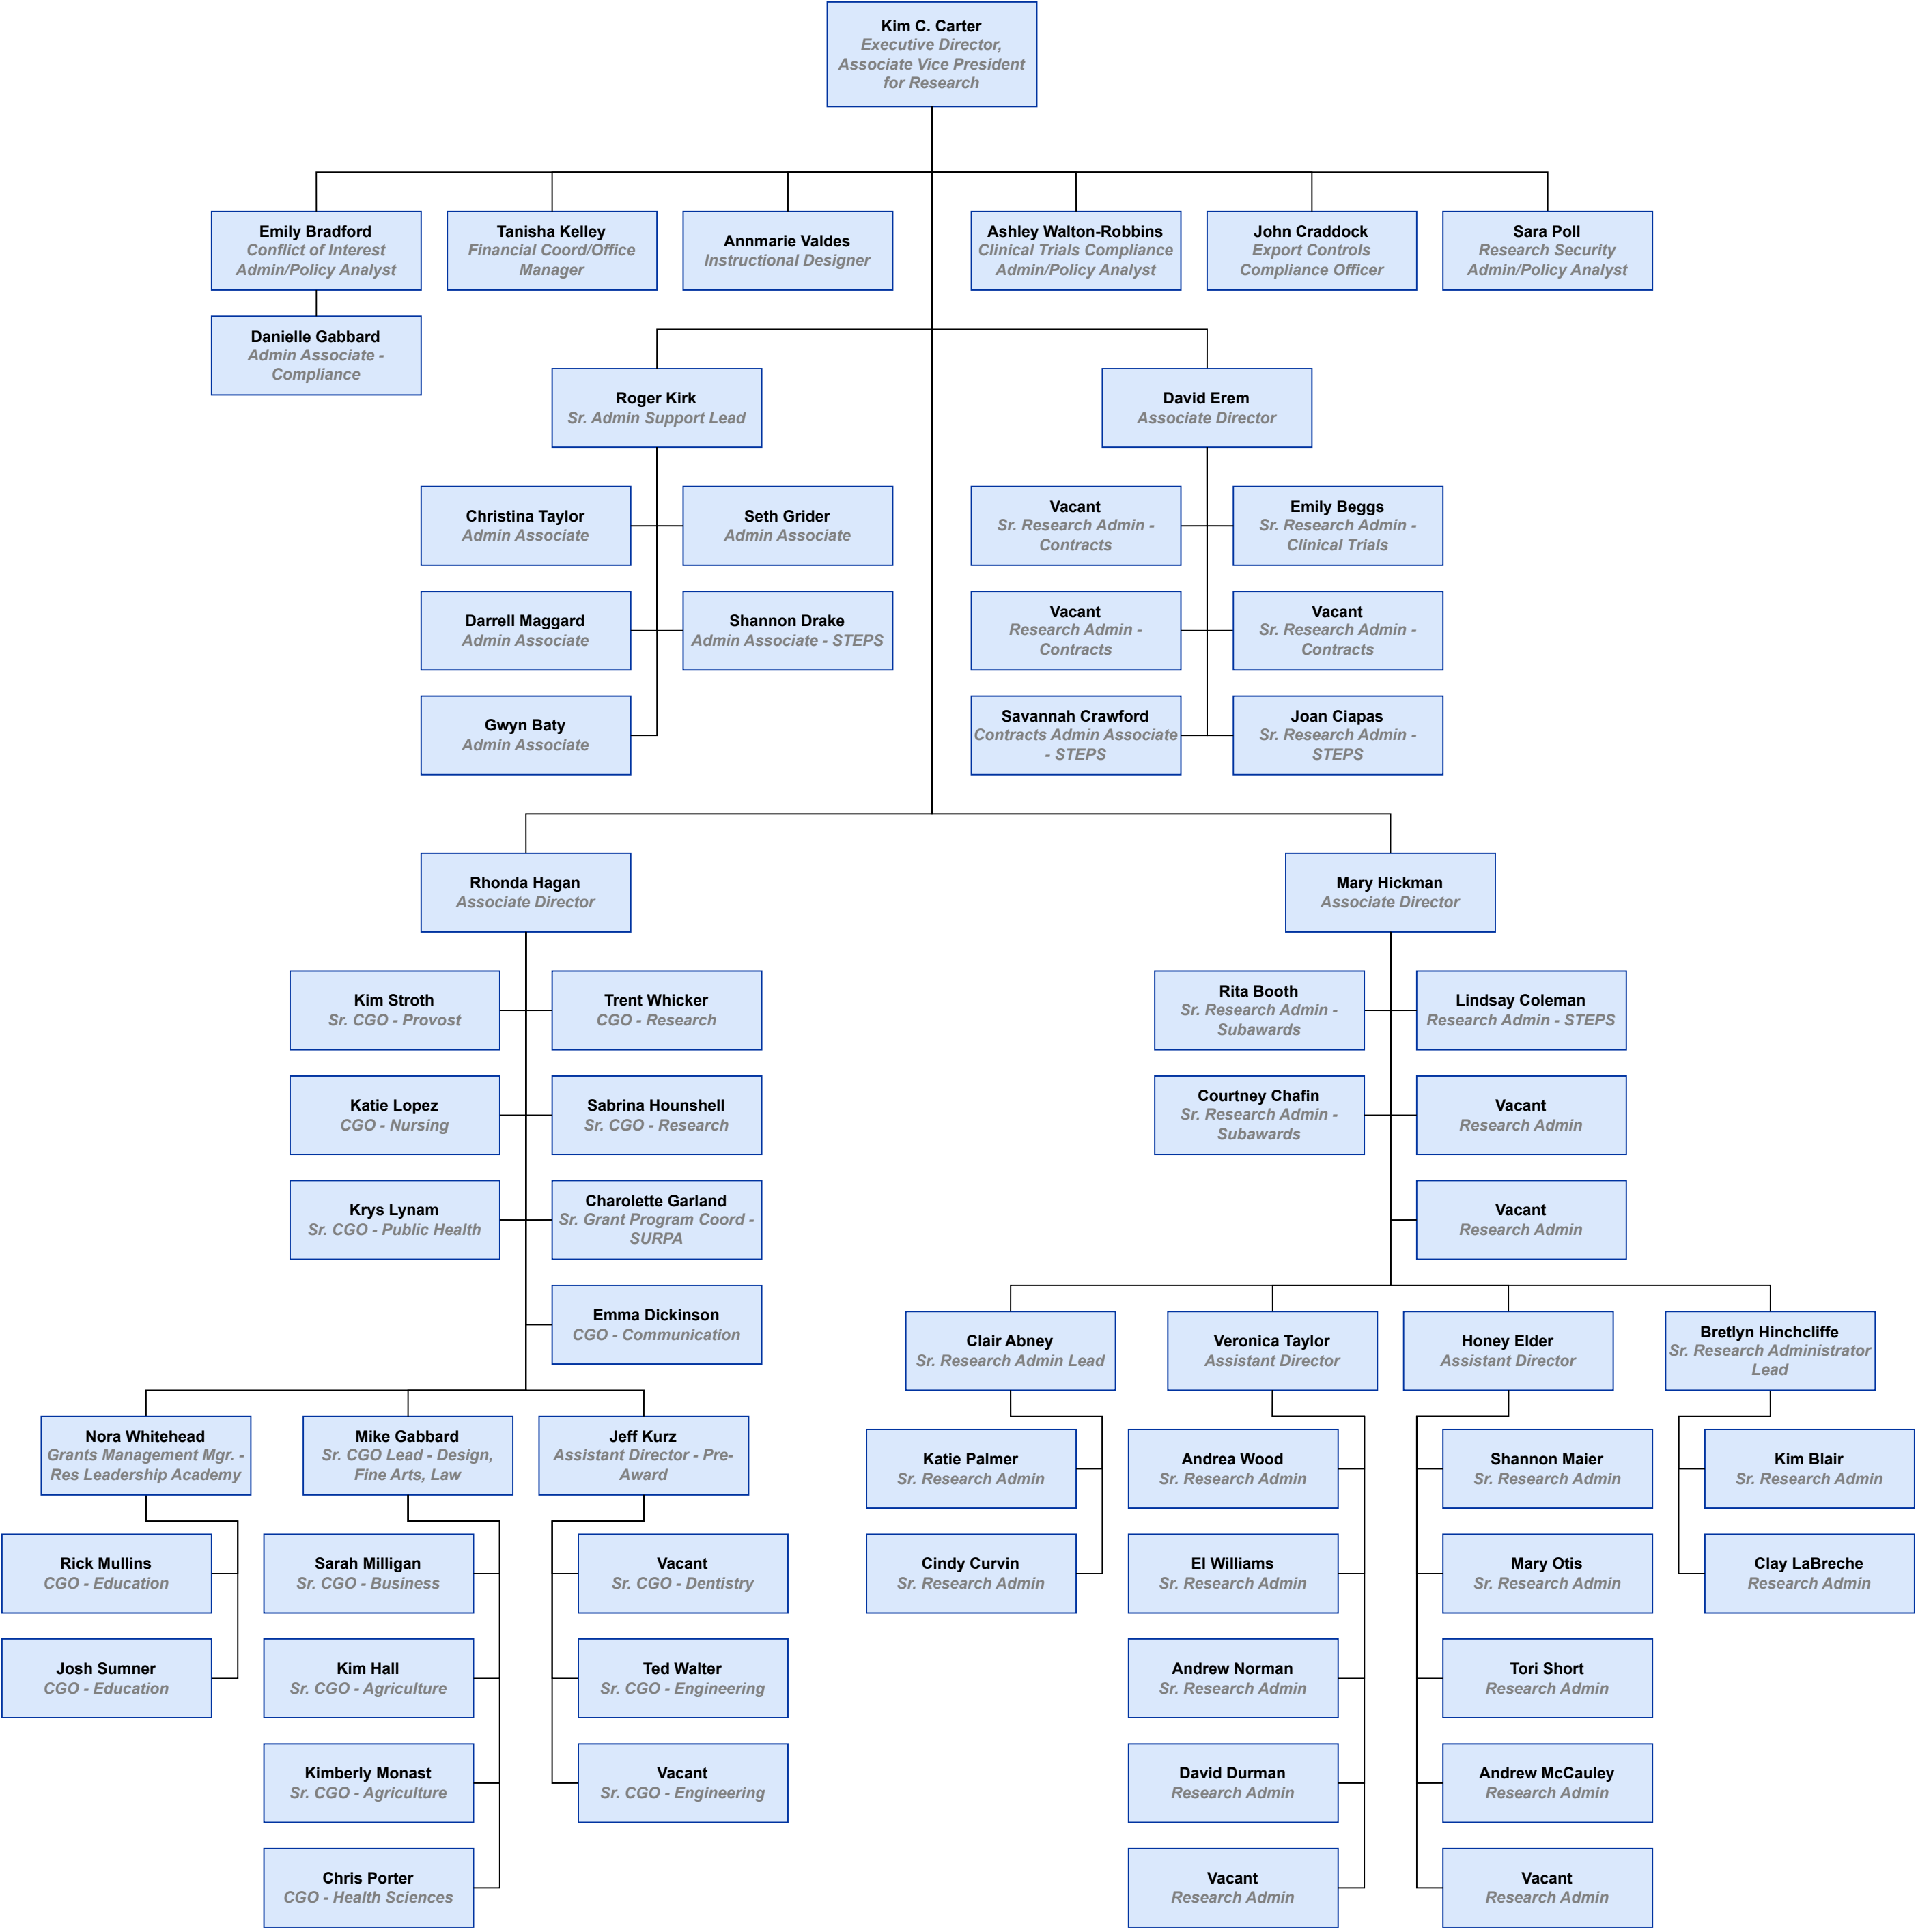 Kim C. Carter
Executive Director,
Associate Vice President
for Research
Emily Bradford
Conflict of Interest
Admin/Policy Analyst
Tanisha Kelley
Financial Coord/Office
Manager
Annmarie Valdes
Instructional Designer
Ashley Walton-Robbins
Clinical Trials Compliance
Admin/Policy Analyst
John Craddock
Export Controls
Compliance Officer
Sara Poll
Research Security
Admin/Policy Analyst
Danielle Gabbard
Admin Associate -
Compliance
Roger Kirk
Sr. Admin Support Lead
David Erem
Associate Director
Christina Taylor
Admin Associate
Seth Grider
Admin Associate
Vacant
Sr. Research Admin -
Contracts
Emily Beggs
Sr. Research Admin -
Clinical Trials
Darrell Maggard
Admin Associate
Shannon Drake
Admin Associate - STEPS
Vacant
Research Admin -
Contracts
Vacant
Sr. Research Admin -
Contracts
Gwyn Baty
Admin Associate
Savannah Crawford
Contracts Admin Associate
- STEPS
Joan Ciapas
Sr. Research Admin -
STEPS
Rhonda Hagan
Associate Director
Mary Hickman
Associate Director
Kim Stroth
Sr. CGO - Provost
Trent Whicker
CGO - Research
Rita Booth
Sr. Research Admin -
Subawards
Lindsay Coleman
Research Admin - STEPS
Katie Lopez
CGO - Nursing
Sabrina Hounshell
Sr. CGO - Research
Courtney Chafin
Sr. Research Admin -
Subawards
Vacant
Research Admin
Krys Lynam
Sr. CGO - Public Health
Charolette Garland
Sr. Grant Program Coord -
SURPA
Vacant
Research Admin
Emma Dickinson
CGO - Communication
Clair Abney
Sr. Research Admin Lead
Veronica Taylor
Assistant Director
Honey Elder
Assistant Director
Bretlyn Hinchcliffe
Sr. Research Administrator
Lead
Nora Whitehead
Grants Management Mgr. -
Res Leadership Academy
Mike Gabbard
Sr. CGO Lead - Design,
Fine Arts, Law
Jeff Kurz
Assistant Director - Pre-
Award
Katie Palmer
Sr. Research Admin
Andrea Wood
Sr. Research Admin
Shannon Maier
Sr. Research Admin
Kim Blair
Sr. Research Admin
Rick Mullins
CGO - Education
Sarah Milligan
Sr. CGO - Business
Vacant
Sr. CGO - Dentistry
Cindy Curvin
Sr. Research Admin
El Williams
Sr. Research Admin
Mary Otis
Sr. Research Admin
Clay LaBreche
Research Admin
Josh Sumner
CGO - Education
Kim Hall
Sr. CGO - Agriculture
Ted Walter
Sr. CGO - Engineering
Andrew Norman
Sr. Research Admin
Tori Short
Research Admin
Kimberly Monast
Sr. CGO - Agriculture
Vacant
Sr. CGO - Engineering
David Durman
Research Admin
Andrew McCauley
Research Admin
Chris Porter
CGO - Health Sciences
Vacant
Research Admin
Vacant
Research Admin